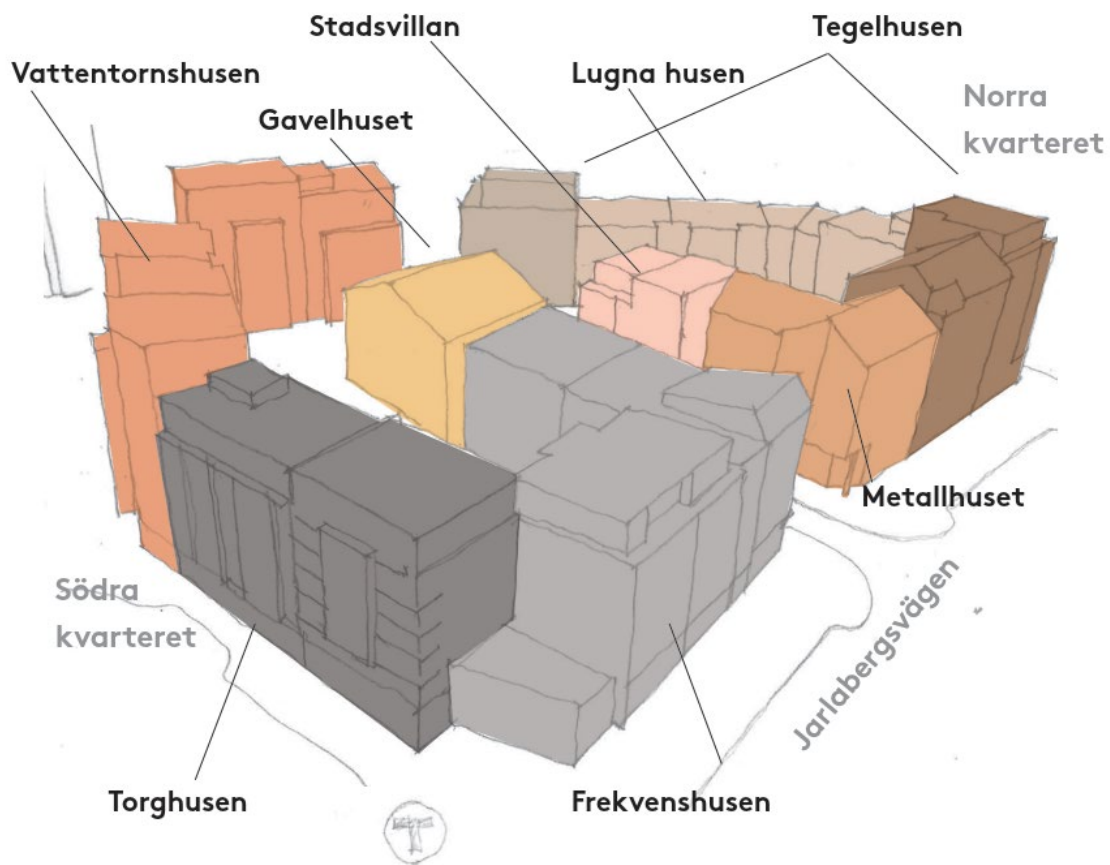 Stadsvillan
Tegelhusen
Vattentornshusen
Lugna husen
Norra
kvarteret
Gavelhuset
Metallhuset
Södra
kvarteret
Jarlabergsvägen
Torghusen
Frekvenshusen
T